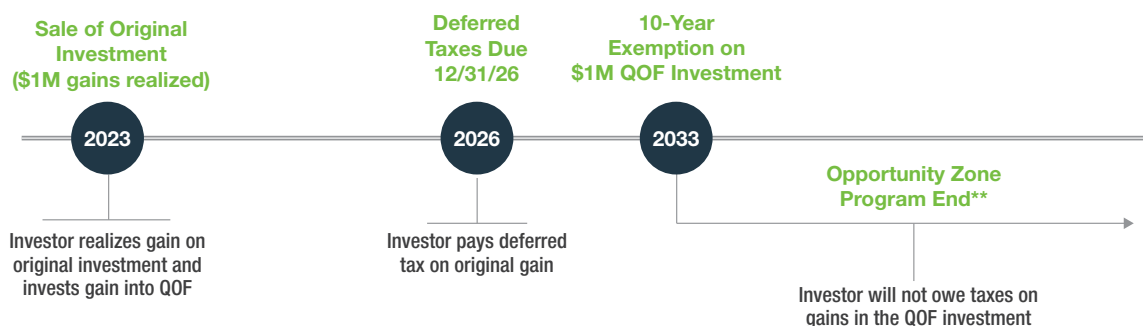 Sale of Original
Investment
($1M gains realized)
Deferred
Taxes Due
12/31/26
10-Year
Exemption on
$1M QOF Investment
2023
2026
2033
Opportunity Zone
Program End**
Investor realizes gain on
original investment and
invests gain into QOF
Investor pays deferred
tax on original gain
Investor will not owe taxes on
gains in the QOF investment